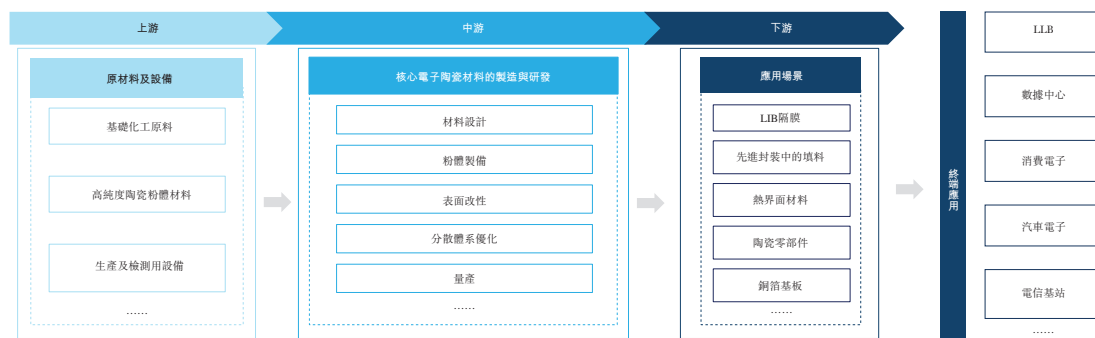 上游
中游
下游
原材料及設備
基礎化工原料
高純度陶瓷粉體材料
生產及檢測用設備
......
核心電子陶瓷材料的製造與研發
材料設計
粉體製備
表面改性
分散體系優化
量產
......
應用場景
LIB隔膜
先進封裝中的填料
熱界面材料
陶瓷零部件
銅箔基板
......
終端應用
LLB
數據中心
消費電子
汽車電子
電信基站
......